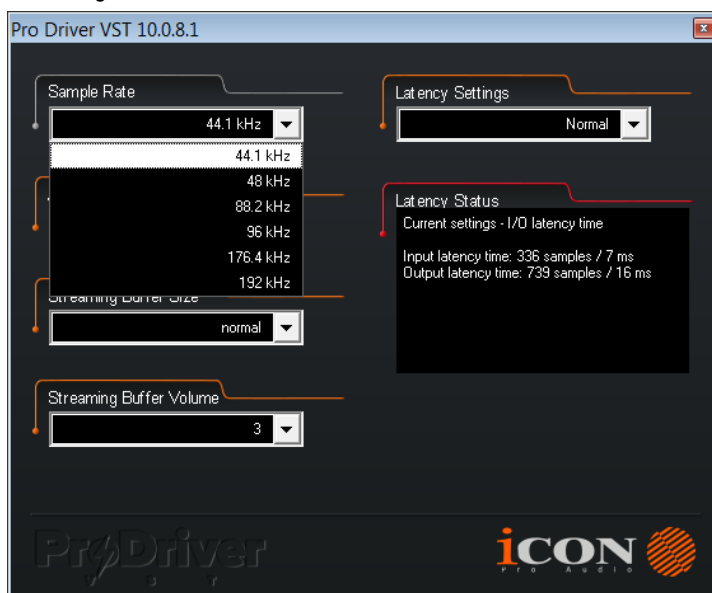 Pro Driver VST 10.0.8.1
Sample Rate
44.1 kHz
44.1 kHz
48 kHz
88.2 kHz
96 kHz
176.4 kHz
192 kHz
Streaming Buffer Size
normal
Streaming Buffer Volume
3
Latency Settings
Normal
Latency Status
Current settings - I/O latency time
Input latency time: 336 samples / 7 ms
Output latency time: 739 samples / 16 ms
ProDriver
V S T
iCON
Pro Audio